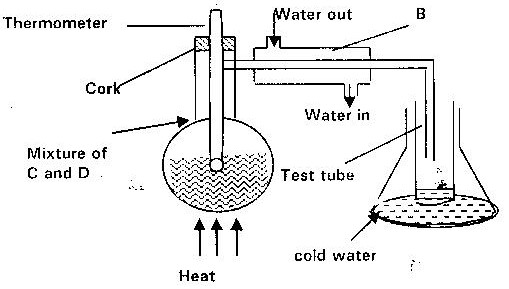 Thermometer
Water out
B
Cork
Water in
Mixture of
C and D
Test tube
cold water
Heat